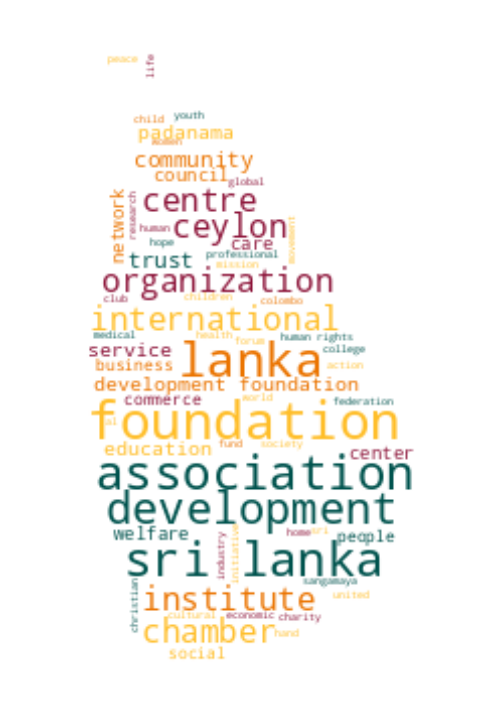 peace
life
child
youth
padanama
women
community
council
global
centre
network
research
human
ceylon
hope
care
movement
professional
trust
mission
organization
club
children
colombo
international
medical
health
forum
human rights
service
lanka
college
business
action
development foundation
commerce
world
federation
foundation
al
education
fund
society
center
association
development
welfare
industry
initiative
home
sri
people
sri lanka
sangamaya
christian
institute
united
cultural
economic
charity
chamber
hand
social